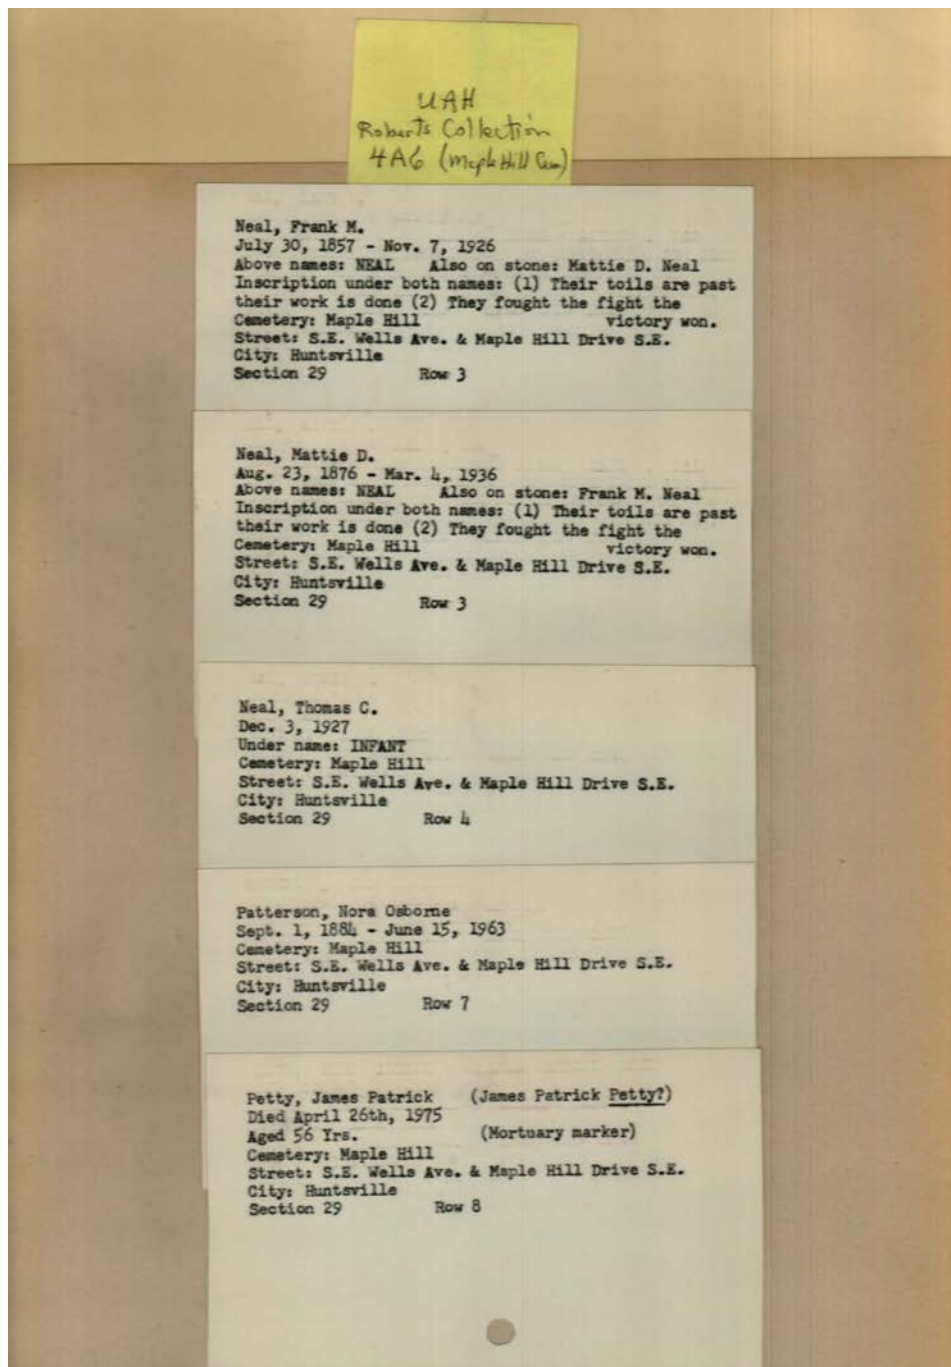 UAH
Roberts Collection
4A6 (Maple Hill Cem)
Neal, Frank M.
July 30, 1857 - Nov. 7, 1926
Above names: NEAL Also on stone: Mattie D. Neal
Inscription under both names: (1) Their toils are past
their work is done (2) They fought the fight the
Cemetery: Maple Hill victory won.
Street: S.E. Wells Ave. & Maple Hill Drive S.E.
City: Huntsville
Section 29 Row 3
Neal, Mattie D.
Aug. 23, 1876 - Mar. 4, 1936
Above names: NEAL Also on stone: Frank M. Neal
Inscription under both names: (1) Their toils are past
their work is done (2) They fought the fight the
Cemetery: Maple Hill victory won.
Street: S.E. Wells Ave. & Maple Hill Drive S.E.
City: Huntsville
Section 29 Row 3
Neal, Thomas C.
Dec. 3, 1927
Under name: INFANT
Cemetery: Maple Hill
Street: S.E. Wells Ave. & Maple Hill Drive S.E.
City: Huntsville
Section 29 Row 4
Patterson, Nora Osborne
Sept. 1, 1884 - June 15, 1963
Cemetery: Maple Hill
Street: S.E. Wells Ave. & Maple Hill Drive S.E.
City: Huntsville
Section 29 Row 7
Petty, James Patrick (James Patrick Petty?)
Died April 26th, 1975
Aged 56 Yrs. (Mortuary marker)
Cemetery: Maple Hill
Street: S.E. Wells Ave. & Maple Hill Drive S.E.
City: Huntsville
Section 29 Row 8